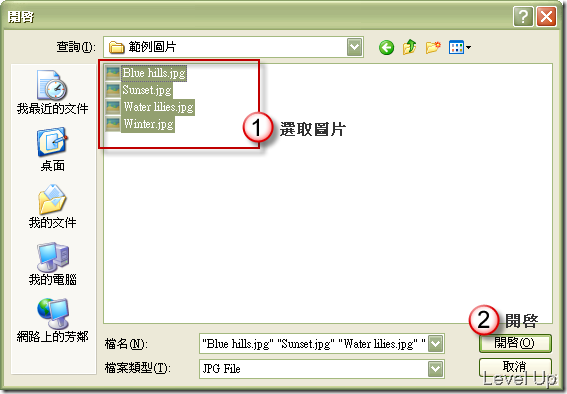 開啓
查詢(I): 範例圖片
我最近的文件
桌面
我的文件
我的電腦
網路上的芳鄰
Blue hills.jpg
Sunset.jpg
Water lilies.jpg
Winter.jpg
1 選取圖片
2 開啓
檔名(N): "Blue hills.jpg" "Sunset.jpg" "Water lilies.jpg" "
開啓(O)
檔案類型(T): JPG File
取消
Level Up